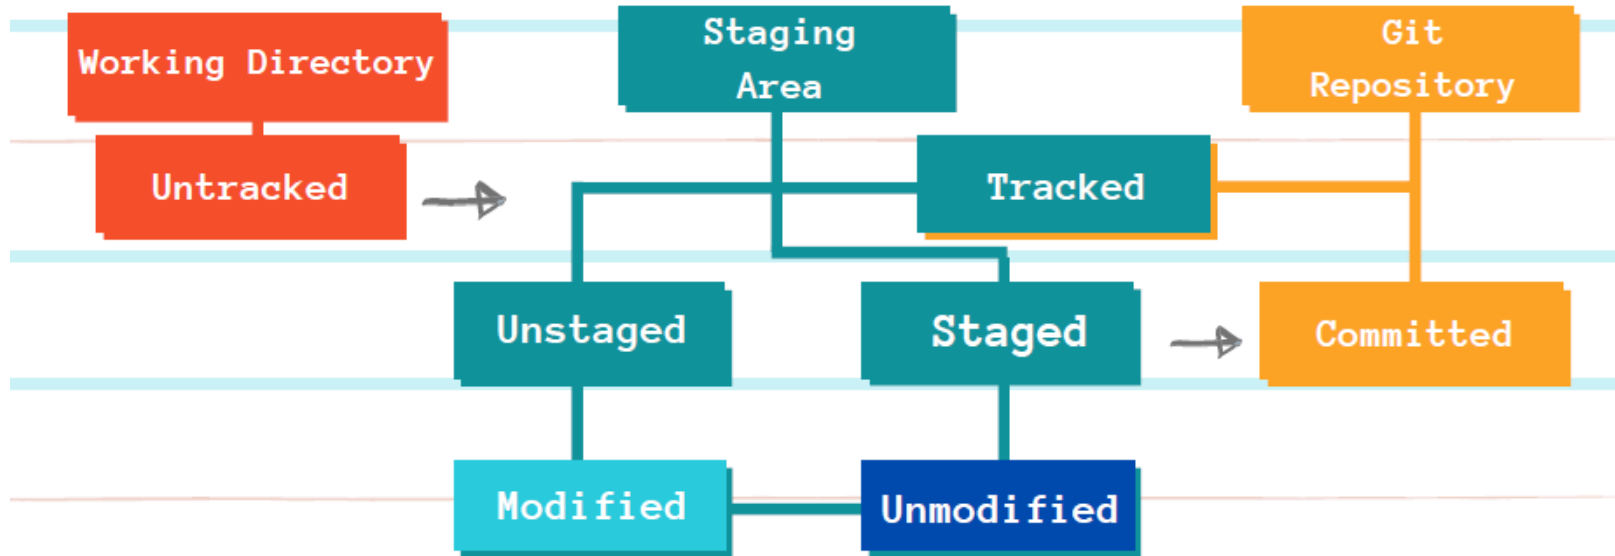 Working Directory
Staging
Area
Git
Repository
Untracked
Tracked
Unstaged
Staged
Committed
Modified
Unmodified